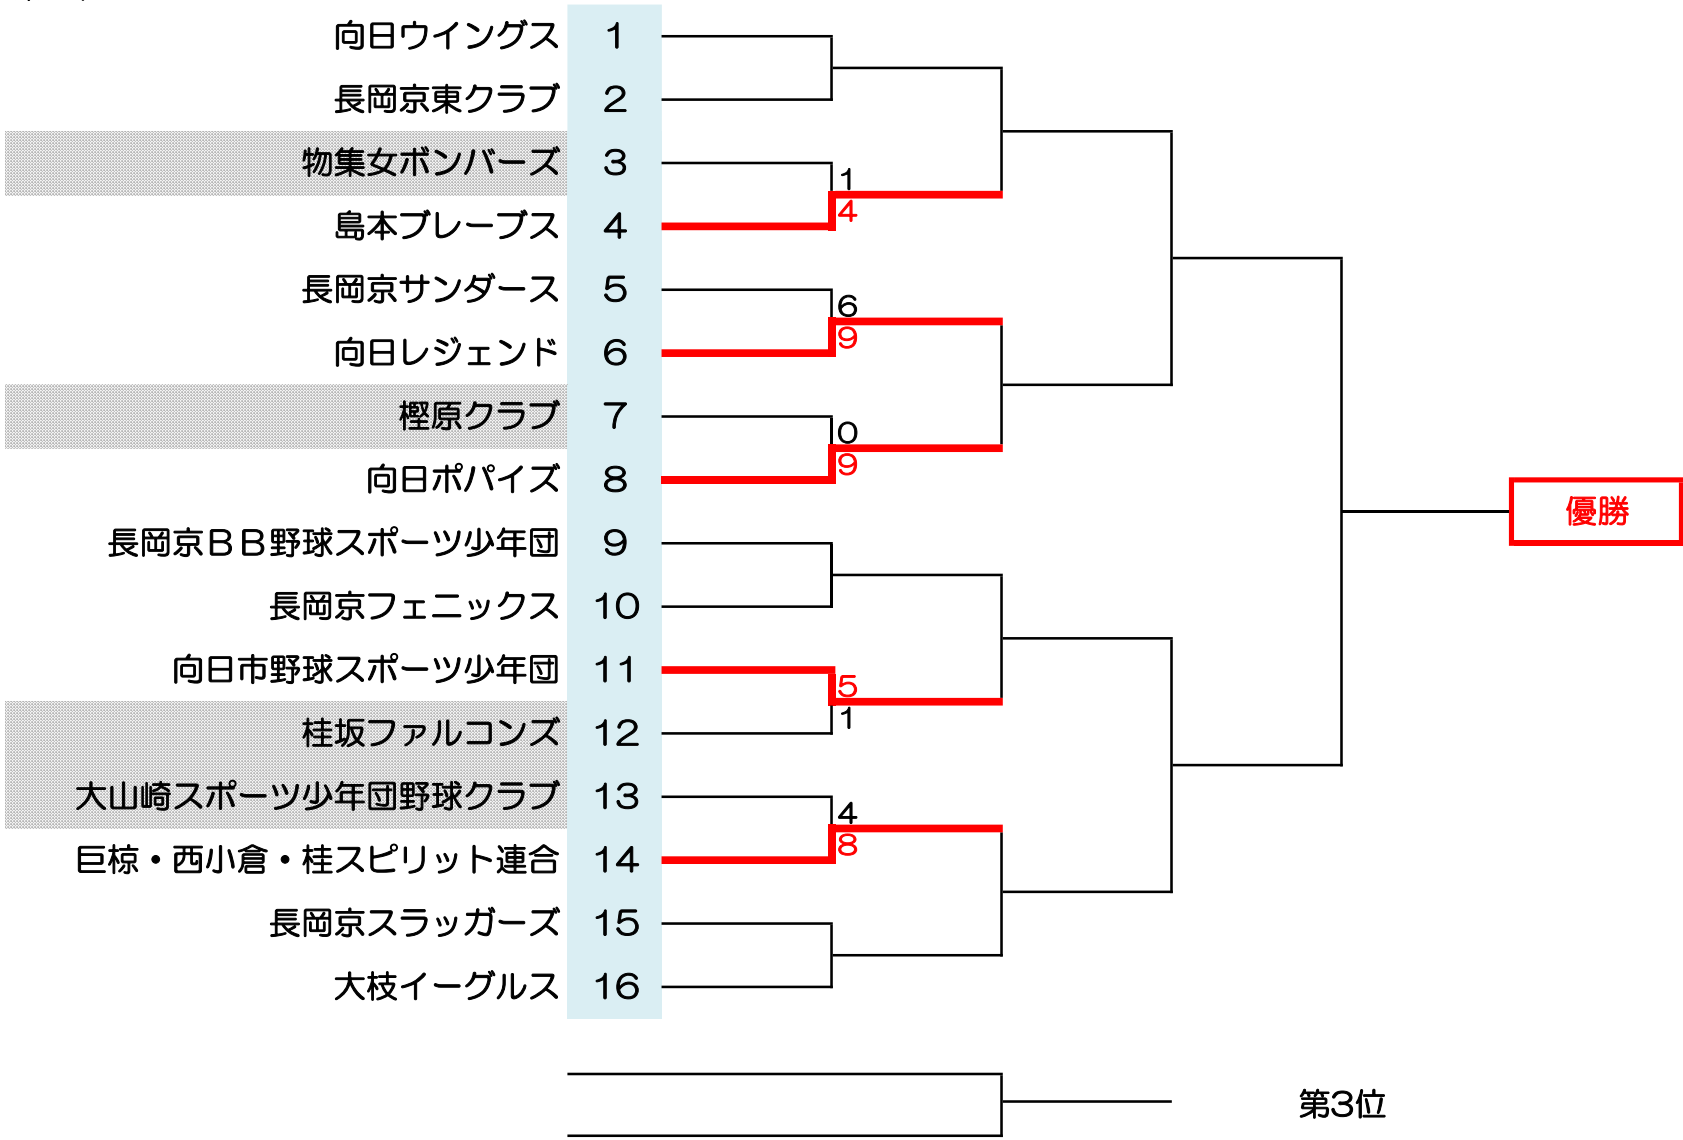 向日ウイングス 1
長岡京東クラブ 2
物集女ボンバーズ 3
1
4
島本ブレーブス 4
長岡京サンダース 5
6
9
向日レジェンド 6
樫原クラブ 7
0
9
向日ポパイズ 8
優勝
長岡京BB野球スポーツ少年団 9
長岡京フェニックス 10
向日市野球スポーツ少年団 11
5
1
桂坂ファルコンズ 12
大山崎スポーツ少年団野球クラブ 13
4
8
巨椋・西小倉・桂スピリット連合 14
長岡京スラッガーズ 15
大枝イーグルス 16
第3位